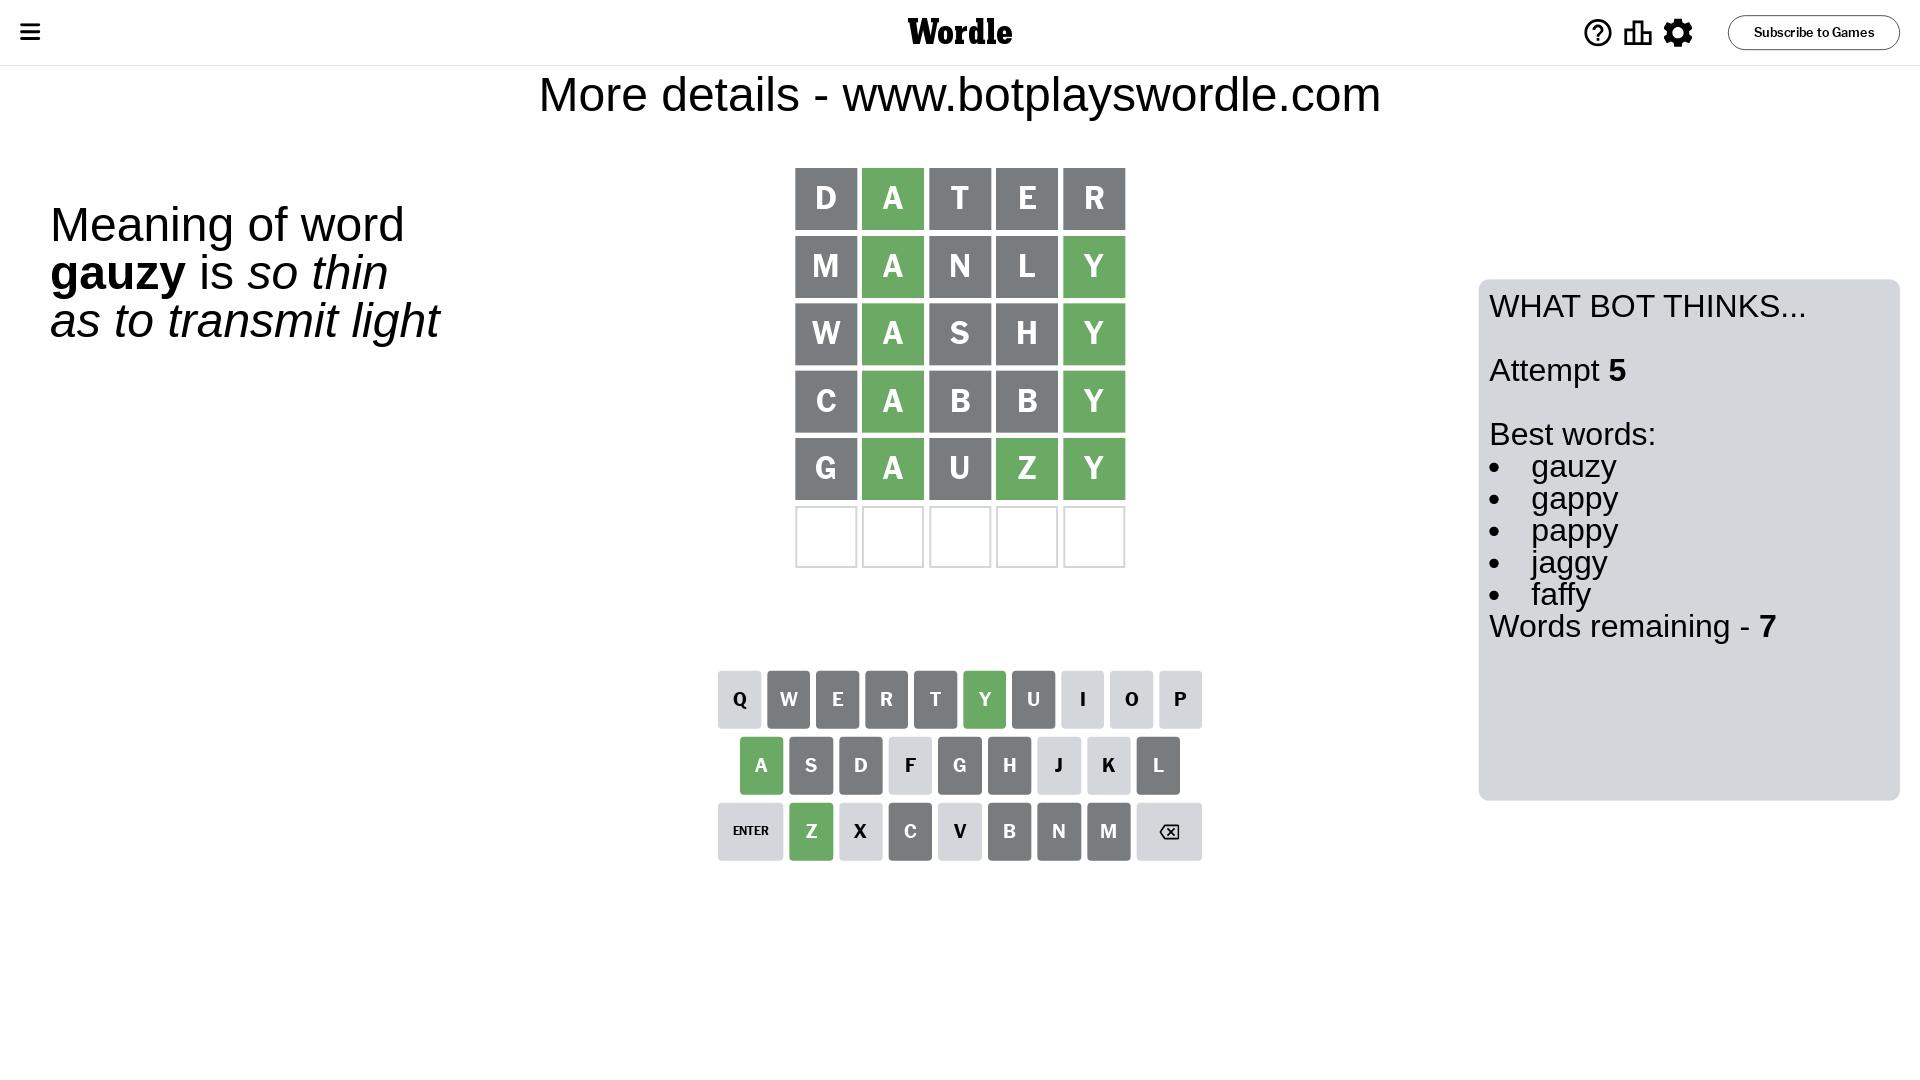 Wordle
Subscribe to Games
More details - www.botplayswordle.com
Meaning of word
gauzy is so thin
as to transmit light
D A T E R
M A N L Y
W A S H Y
C A B B Y
G A U Z Y
WHAT BOT THINKS...
Attempt 5
Best words:
• gauzy
• gappy
• pappy
• jaggy
• faffy
Words remaining - 7
Q W E R T Y U I O P
A S D F G H J K L
ENTER Z X C V B N M